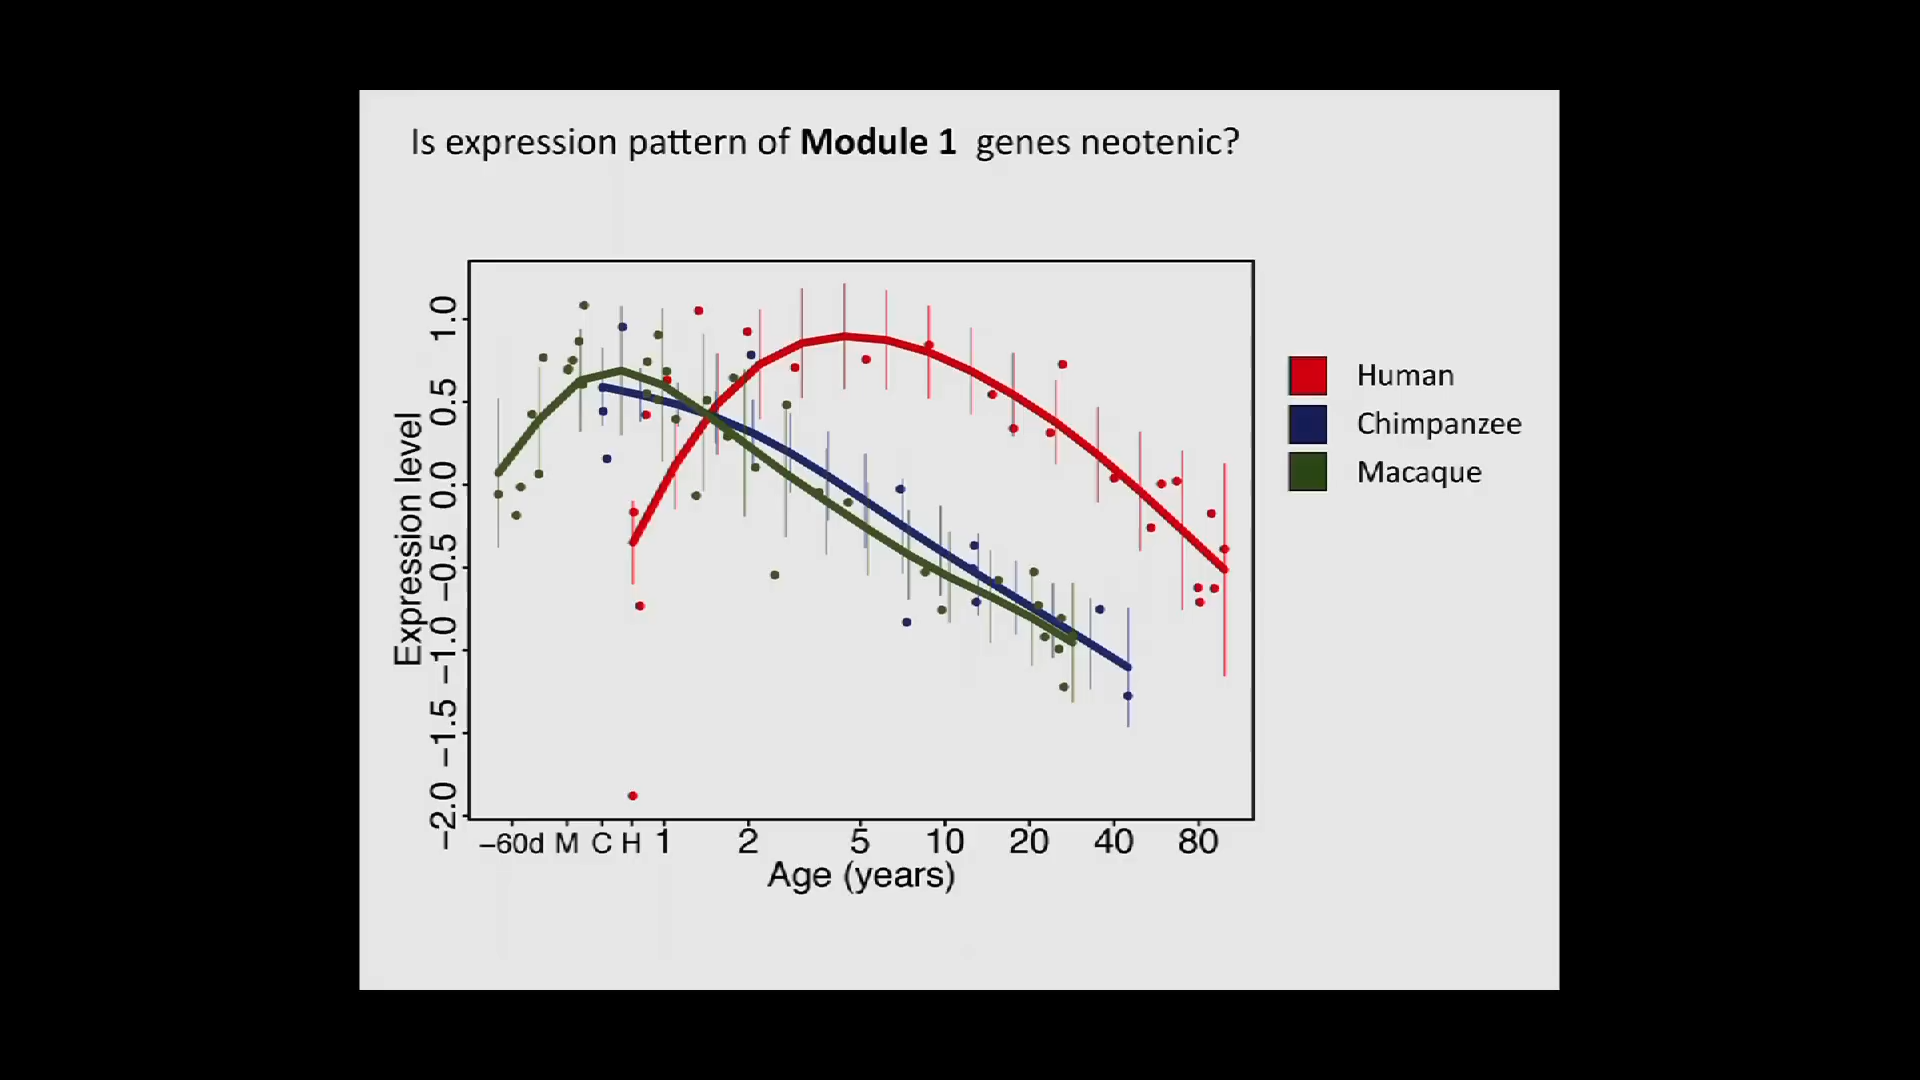 Is expression pattern of Module 1 genes neotenic?
Expression level
1.0
0.5
0.0
−0.5
−1.0
−1.5
−2.0
−60d M C H 1 2 5 10 20 40 80
Age (years)
Human
Chimpanzee
Macaque